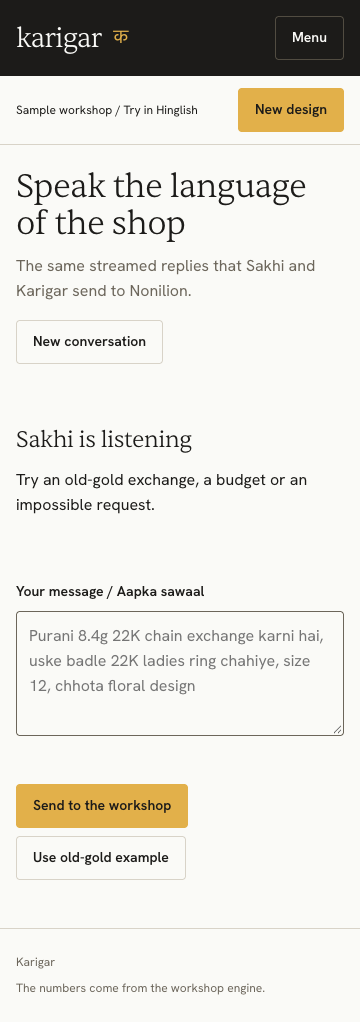 karigar क
Menu
Sample workshop / Try in Hinglish
New design
Speak the language
of the shop
The same streamed replies that Sakhi and
Karigar send to Nonilion.
New conversation
Sakhi is listening
Try an old-gold exchange, a budget or an
impossible request.
Your message / Aapka sawaal
Purani 8.4g 22K chain exchange karni hai,
uske badle 22K ladies ring chahiye, size
12, chhota floral design
Send to the workshop
Use old-gold example
Karigar
The numbers come from the workshop engine.